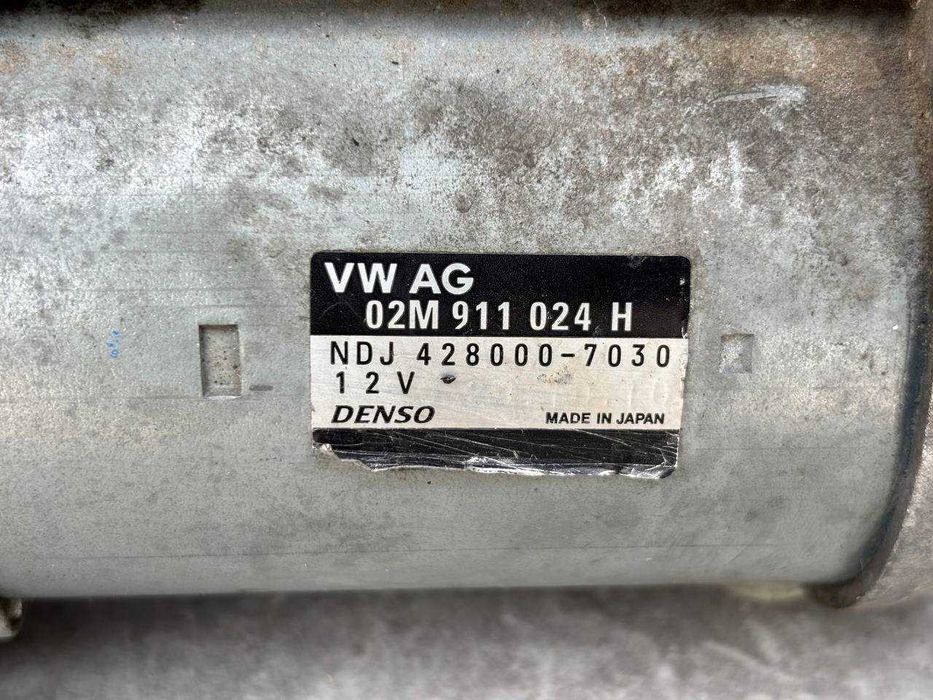 VW AG
02M 911 024 H
NDJ 428000-7030
12V
DENSO MADE IN JAPAN